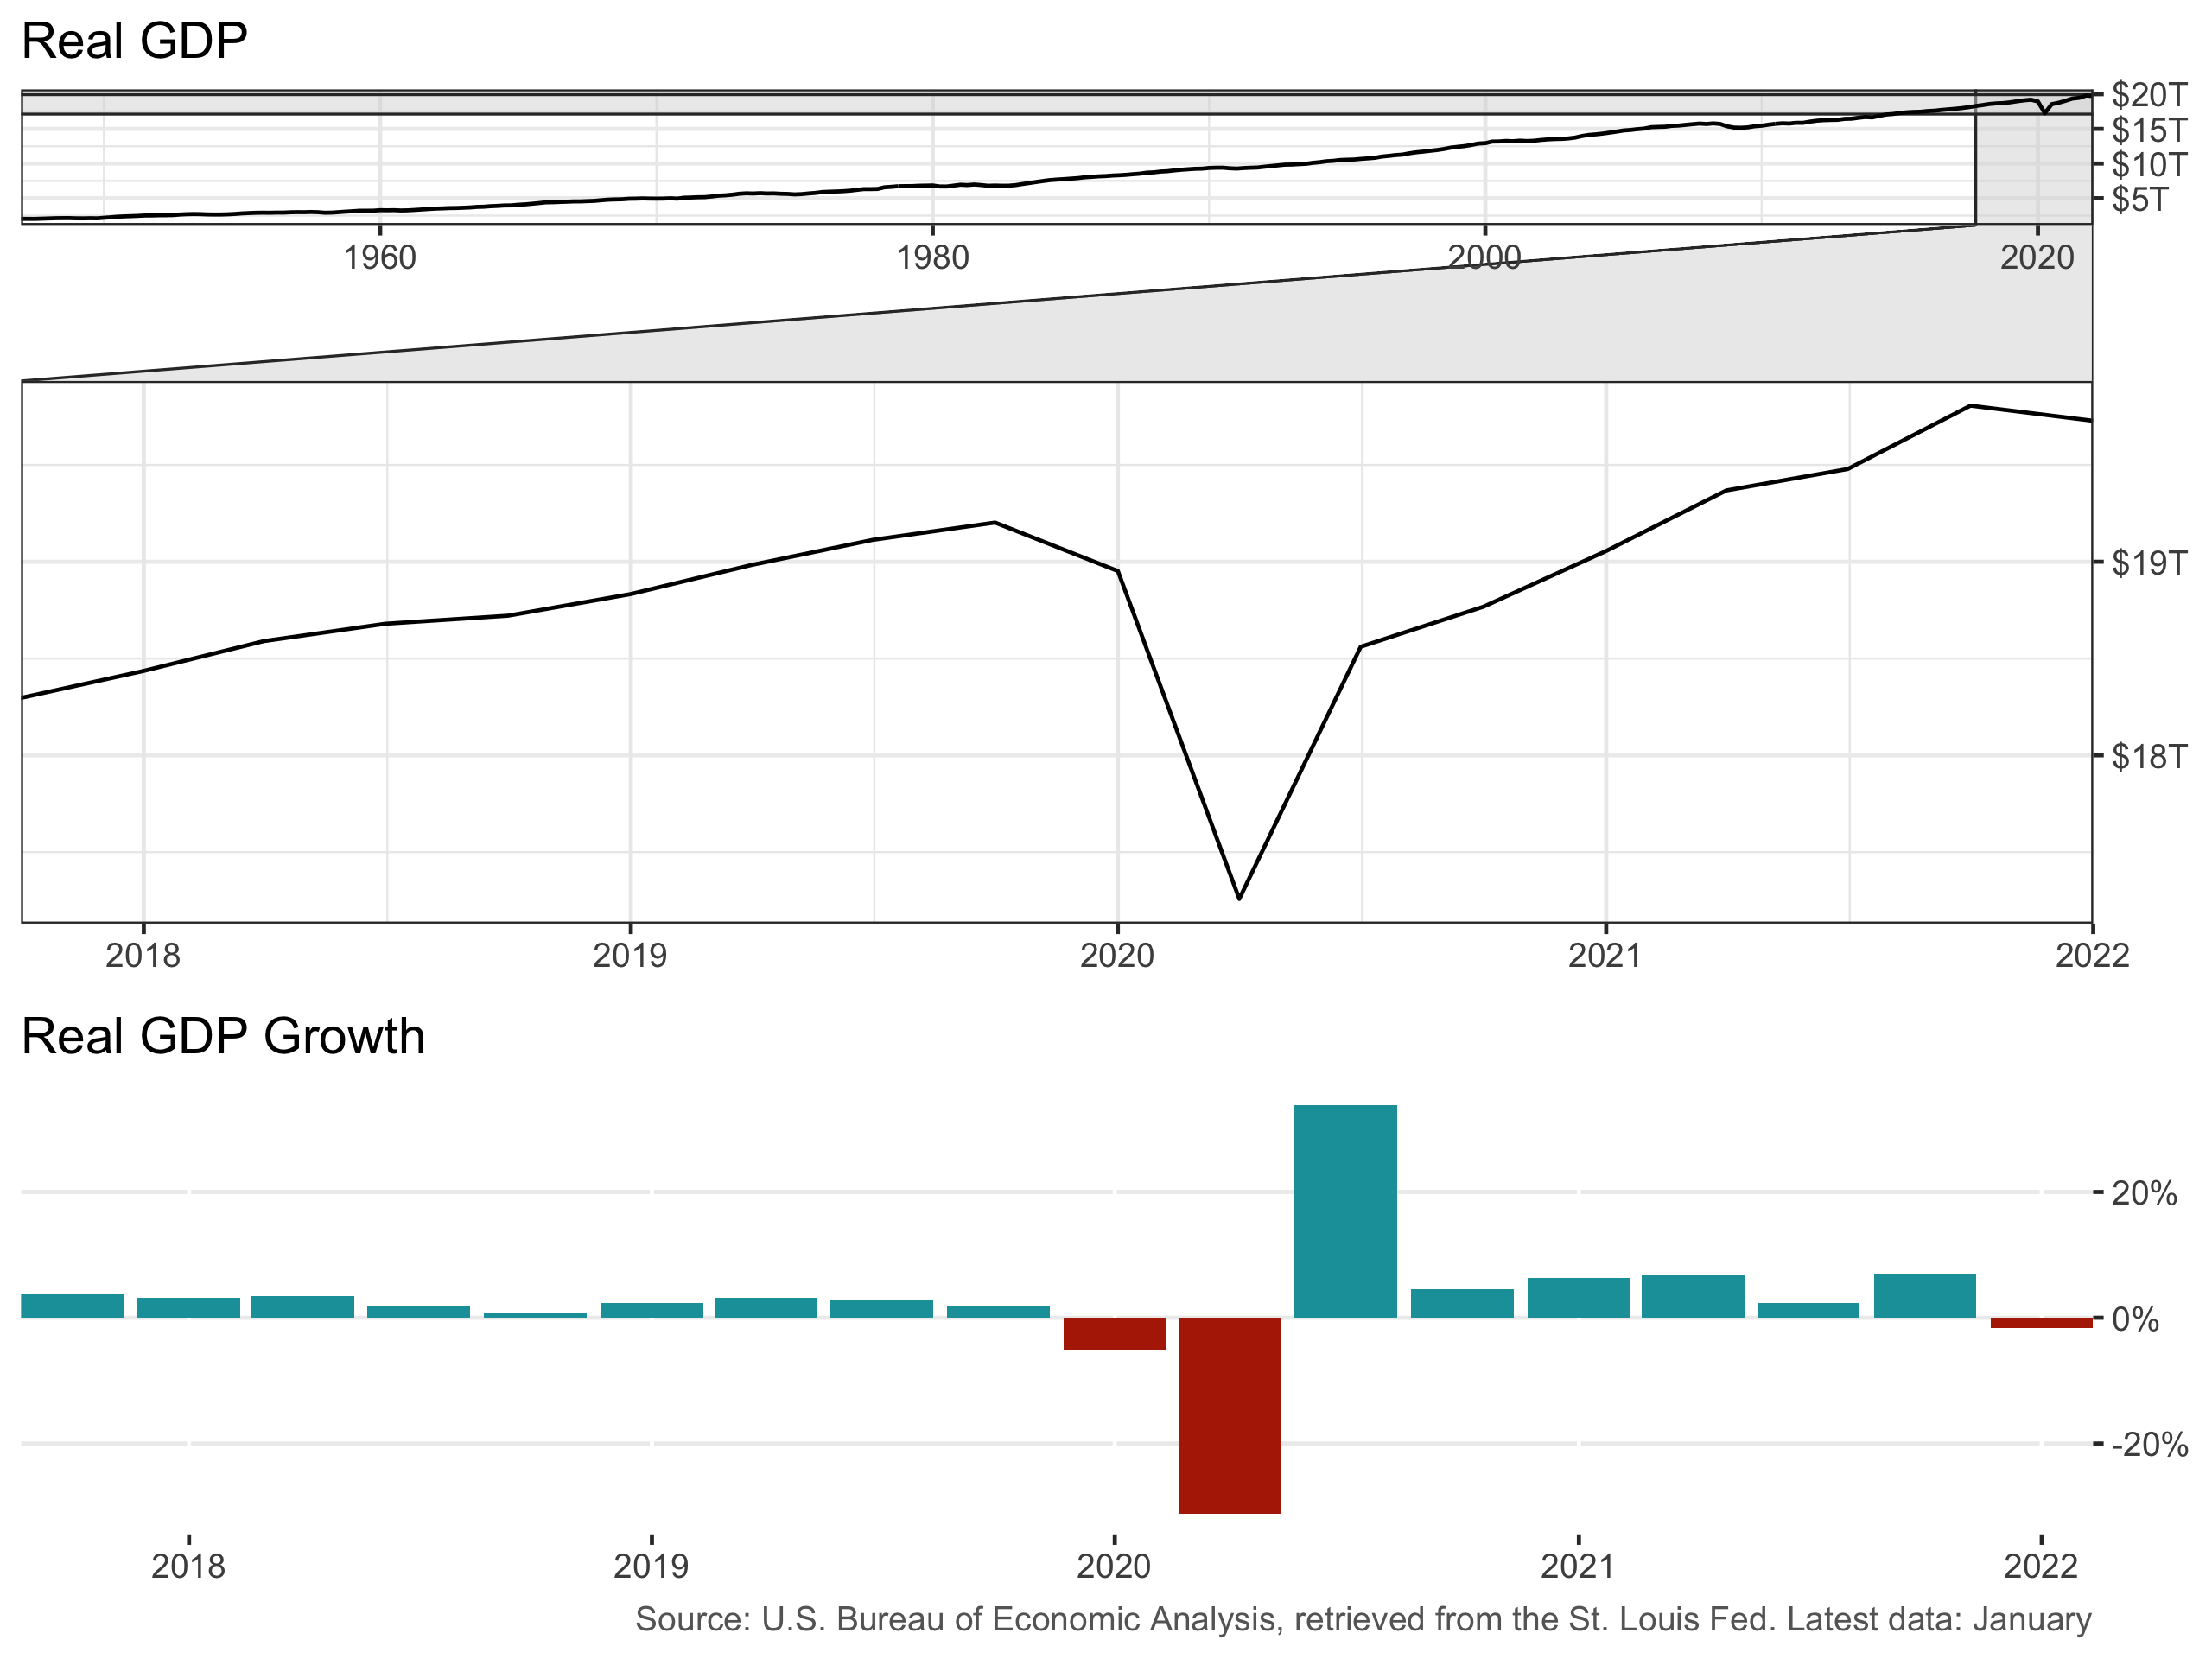 Real GDP
$20T
$15T
$10T
$5T
1960 1980 2000 2020
$19T
$18T
2018 2019 2020 2021 2022
Real GDP Growth
20%
0%
-20%
2018 2019 2020 2021 2022
Source: U.S. Bureau of Economic Analysis, retrieved from the St. Louis Fed. Latest data: January